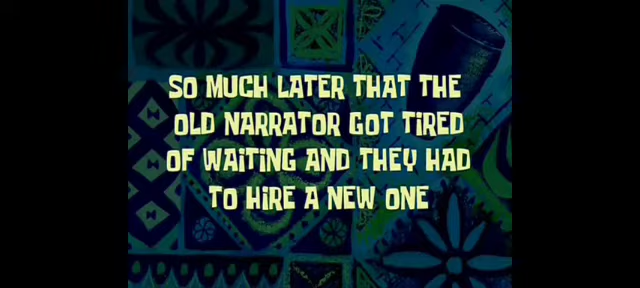 SO MUCH LATER THAT THE
OLD NARRATOR GOT TIRED
OF WAITING AND THEY HAD
TO HIRE A NEW ONE